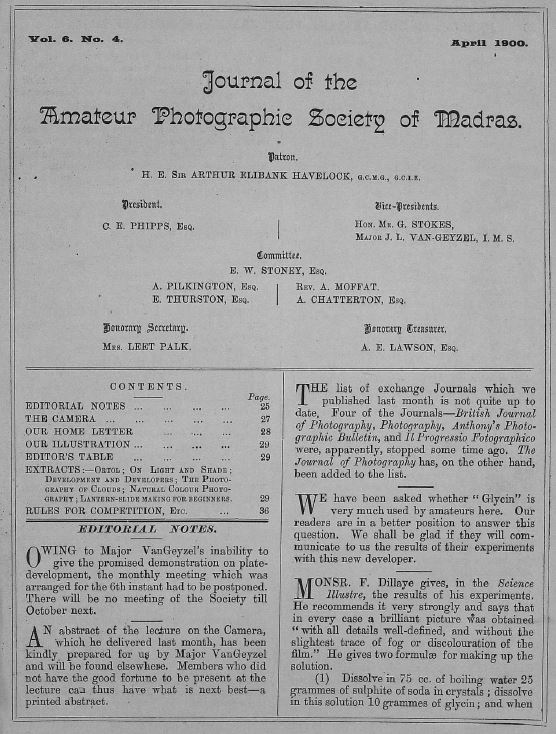 Vol. 6. No. 4.
April 1900.
Journal of the
Amateur Photographic Society of Madras.
Patron.
H. E. Sir ARTHUR ELIBANK HAVELOCK, G.C.M.G., G.C.I.E.
President.
C. E. PHIPPS, Esq.
Vice-Presidents.
Hon. Mr. G. STOKES,
Major J. L. VAN-GEYZEL, I. M. S.
Committee.
E. W. STONEY, Esq.
A. PILKINGTON, Esq.
E. THURSTON, Esq.
Rev. A. MOFFAT.
A. CHATTERTON, Esq.
Honorary Secretary.
Mrs. LEET PALK.
Honorary Treasurer.
A. E. LAWSON, Esq.
CONTENTS.
Page.
EDITORIAL NOTES ... ... ... ... 25
THE CAMERA ... ... ... ... 27
OUR HOME LETTER ... ... ... 28
OUR ILLUSTRATION ... ... ... ... 29
EDITOR'S TABLE ... ... ... ... 29
EXTRACTS:—Ortol; On Light and Shade;
Development and Developers; The Photo-
graphy of Clouds; Natural Colour Photo-
graphy; Lantern-slide making for beginners. 29
RULES FOR COMPETITION, Etc. ... 36
EDITORIAL NOTES.
OWING to Major VanGeyzel's inability to
give the promised demonstration on plate-
development, the monthly meeting which was
arranged for the 6th instant had to be postponed.
There will be no meeting of the Society till
October next.
AN abstract of the lecture on the Camera,
which he delivered last month, has been
kindly prepared for us by Major VanGeyzel
and will be found elsewhere. Members who did
not have the good fortune to be present at the
lecture can thus have what is next best—a
printed abstract.
THE list of exchange Journals which we
published last month is not quite up to
date, Four of the Journals—British Journal
of Photography, Photography, Anthony's Photo-
graphic Bulletin, and Il Progressio Fotographico
were, apparently, stopped some time ago. The
Journal of Photography has, on the other hand,
been added to the list.
WE have been asked whether "Glycin" is
very much used by amateurs here. Our
readers are in a better position to answer this
question. We shall be glad if they will com-
municate to us the results of their experiments
with this new developer.
MONSR. F. Dillaye gives, in the Science
Illustre, the results of his experiments.
He recommends it very strongly and says that
in every case a brilliant picture was obtained
"with all details well-defined, and without the
slightest trace of fog or discolouration of the
film." He gives two formulæ for making up the
solution.
(1) Dissolve in 75 cc. of boiling water 25
grammes of sulphite of soda in crystals; dissolve
in this solution 10 grammes of glycin; and when